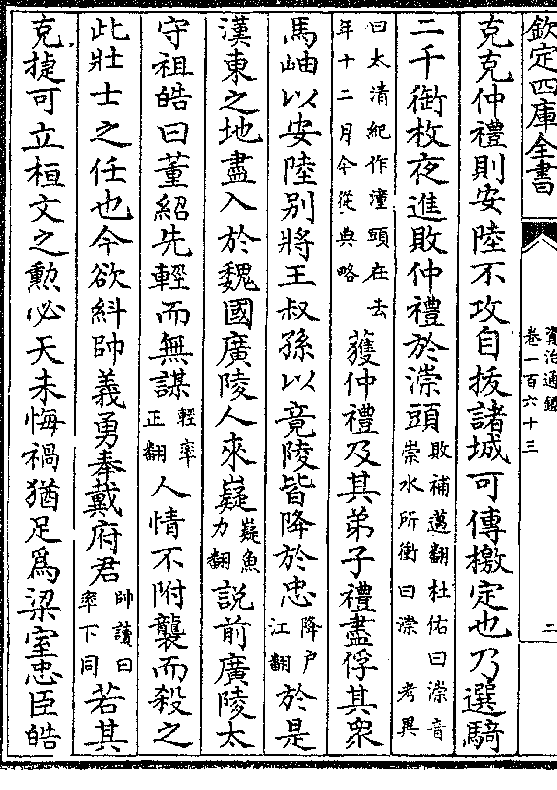 欽定四庫全書
資治通鑑
卷一百六十三
二
克克仲禮則安陸不攻自拔諸城可傳檄定也乃選騎
二千銜枚夜進敗仲禮於漴頭敗補邁翻杜佑曰漴音崇水所衝曰漴 考異
曰太清紀作潼頭在去年十二月今從典略 獲仲禮及其弟子禮盡俘其衆
馬岫以安陸別將王叔孫以竟陵皆降於忠降戶江翻於是
漢東之地盡入於魏國廣陵人來嶷嶷魚力翻說前廣陵太
守祖皓曰董紹先輕而無謀輕率正翻人情不附襲而殺之
此壯士之任也今欲糾帥義勇奉戴府君帥讀曰率下同若其
克捷可立桓文之勲必天未悔禍猶足為梁室忠臣皓